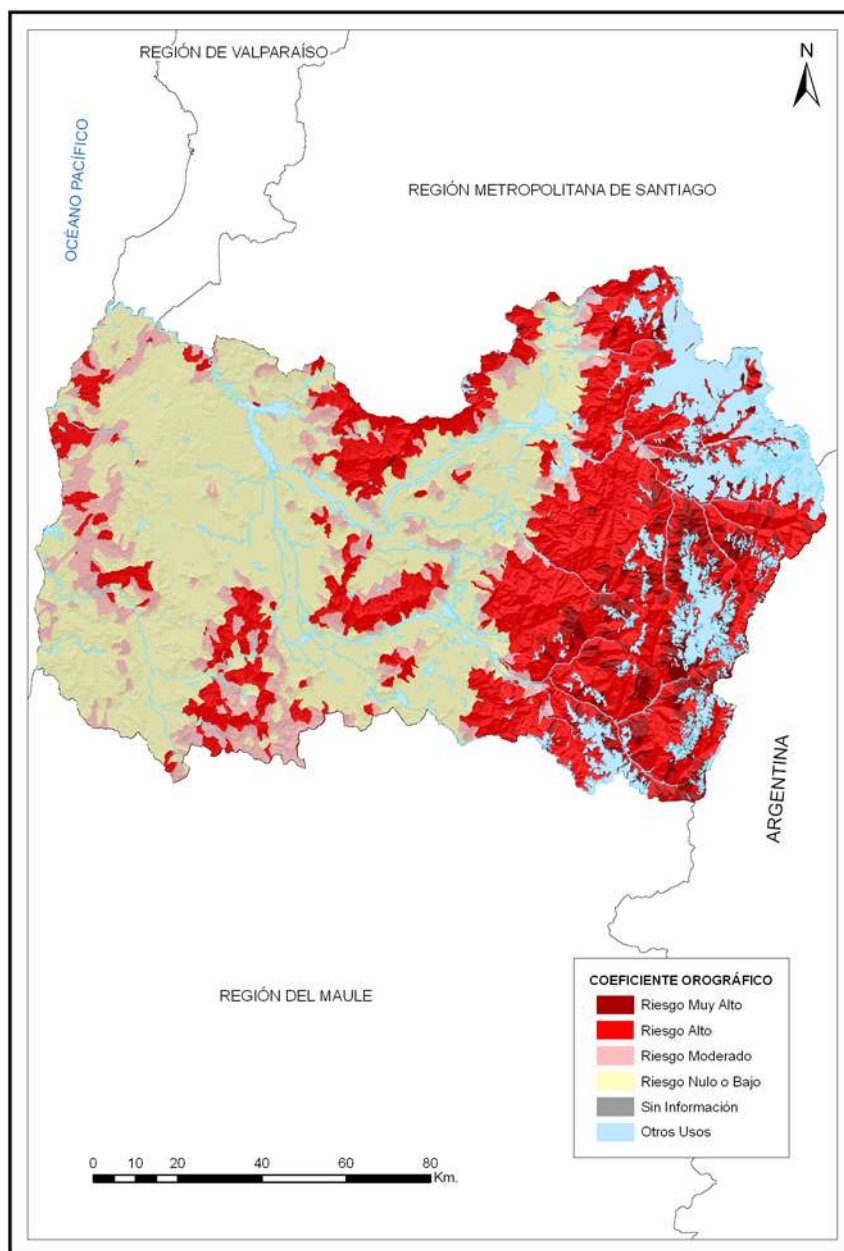 REGIÓN DE VALPARAÍSO
N
OCÉANO PACÍFICO
REGIÓN METROPOLITANA DE SANTIAGO
ARGENTINA
REGIÓN DEL MAULE
COEFICIENTE OROGRÁFICO
Riesgo Muy Alto
Riesgo Alto
Riesgo Moderado
Riesgo Nulo o Bajo
Sin Información
Otros Usos
0 10 20 40 60 80
Km.